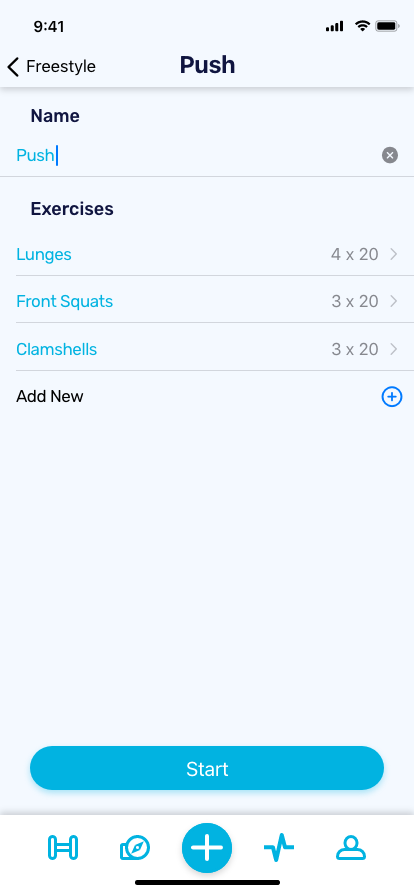 9:41
Freestyle Push
Name
Push
Exercises
Lunges 4 x 20
Front Squats 3 x 20
Clamshells 3 x 20
Add New
Start